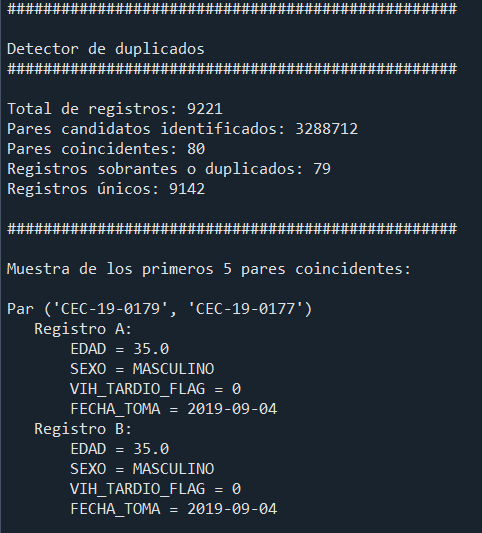 ##################################################
Detector de duplicados
##################################################
Total de registros: 9221
Pares candidatos identificados: 3288712
Pares coincidentes: 80
Registros sobrantes o duplicados: 79
Registros únicos: 9142
##################################################
Muestra de los primeros 5 pares coincidentes:
Par ('CEC-19-0179', 'CEC-19-0177')
Registro A:
EDAD = 35.0
SEXO = MASCULINO
VIH_TARDIO_FLAG = 0
FECHA_TOMA = 2019-09-04
Registro B:
EDAD = 35.0
SEXO = MASCULINO
VIH_TARDIO_FLAG = 0
FECHA_TOMA = 2019-09-04